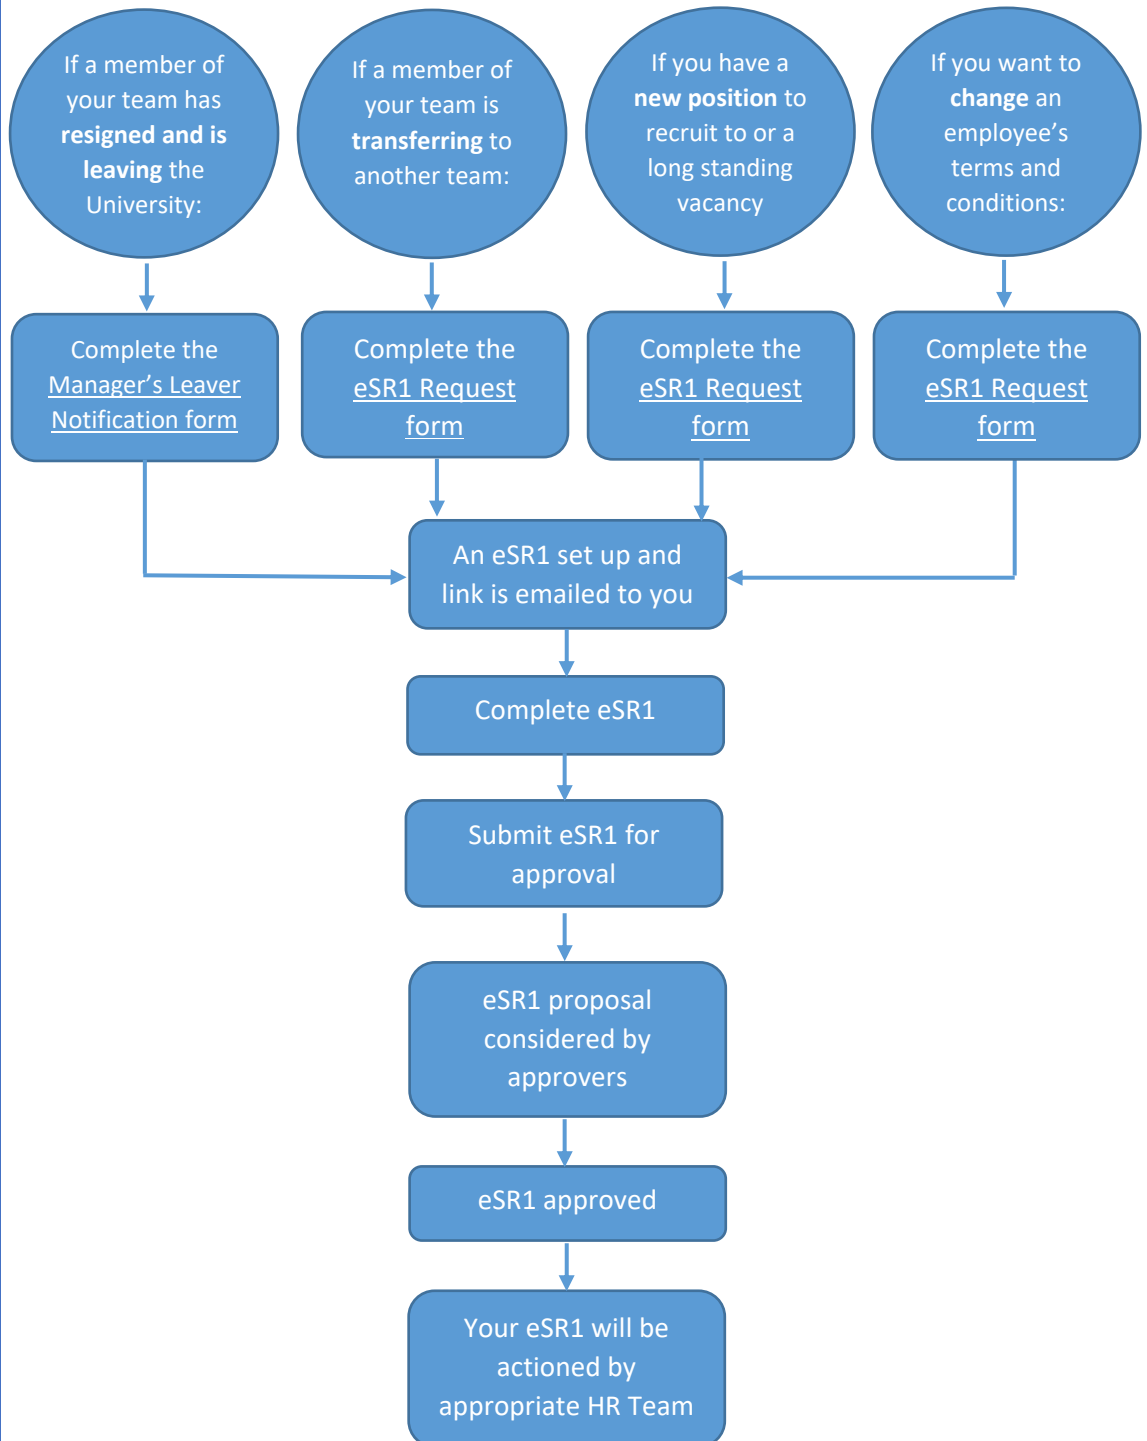 If a member of
your team has
resigned and is
leaving the
University:
If a member of
your team is
transferring to
another team:
If you have a
new position to
recruit to or a
long standing
vacancy
If you want to
change an
employee’s
terms and
conditions:
Complete the
Manager’s Leaver
Notification form
Complete the
eSR1 Request
form
Complete the
eSR1 Request
form
Complete the
eSR1 Request
form
An eSR1 set up and
link is emailed to you
Complete eSR1
Submit eSR1 for
approval
eSR1 proposal
considered by
approvers
eSR1 approved
Your eSR1 will be
actioned by
appropriate HR Team